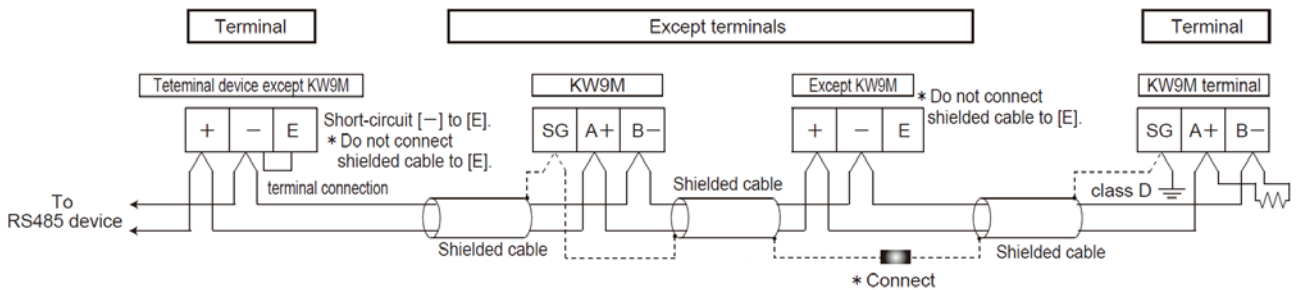 Terminal
Except terminals
Terminal
Teteminal device except KW9M
KW9M
Except KW9M
KW9M terminal
+ − E
Short-circuit [−] to [E].
* Do not connect
shielded cable to [E].
SG A+ B−
+ − E
* Do not connect
shielded cable to [E].
SG A+ B−
terminal connection
Shielded cable
class D
To
RS485 device
Shielded cable
Shielded cable
* Connect